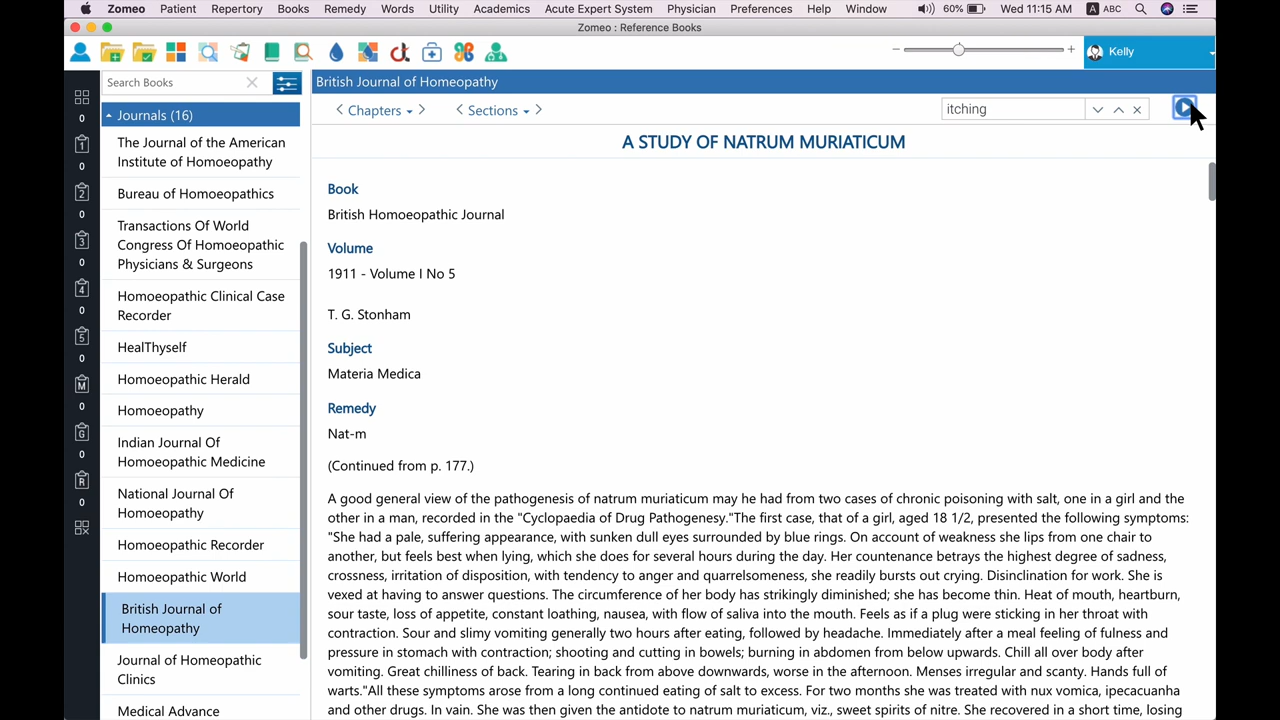 Zomeo Patient Repertory Books Remedy Words Utility Academics Acute Expert System Physician Preferences Help Window 60% Wed 11:15 AM A ABC
Zomeo : Reference Books
Kelly
Search Books
British Journal of Homeopathy
Chapters
Sections
itching
Journals (16)
The Journal of the American
Institute of Homoeopathy
Bureau of Homoeopathics
Transactions Of World
Congress Of Homoeopathic
Physicians & Surgeons
Homoeopathic Clinical Case
Recorder
HealThyself
Homoeopathic Herald
Homoeopathy
Indian Journal Of
Homoeopathic Medicine
National Journal Of
Homoeopathy
Homoeopathic Recorder
Homoeopathic World
British Journal of
Homeopathy
Journal of Homoeopathic
Clinics
Medical Advance
0
1
0
2
0
3
0
4
0
5
0
M
0
G
0
R
0
A STUDY OF NATRUM MURIATICUM
Book
British Homoeopathic Journal
Volume
1911 - Volume I No 5
T. G. Stonham
Subject
Materia Medica
Remedy
Nat-m
(Continued from p. 177.)
A good general view of the pathogenesis of natrum muriaticum may he had from two cases of chronic poisoning with salt, one in a girl and the
other in a man, recorded in the "Cyclopaedia of Drug Pathogenesy."The first case, that of a girl, aged 18 1/2, presented the following symptoms:
"She had a pale, suffering appearance, with sunken dull eyes surrounded by blue rings. On account of weakness she lips from one chair to
another, but feels best when lying, which she does for several hours during the day. Her countenance betrays the highest degree of sadness,
crossness, irritation of disposition, with tendency to anger and quarrelsomeness, she readily bursts out crying. Disinclination for work. She is
vexed at having to answer questions. The circumference of her body has strikingly diminished; she has become thin. Heat of mouth, heartburn,
sour taste, loss of appetite, constant loathing, nausea, with flow of saliva into the mouth. Feels as if a plug were sticking in her throat with
contraction. Sour and slimy vomiting generally two hours after eating, followed by headache. Immediately after a meal feeling of fulness and
pressure in stomach with contraction; shooting and cutting in bowels; burning in abdomen from below upwards. Chill all over body after
vomiting. Great chilliness of back. Tearing in back from above downwards, worse in the afternoon. Menses irregular and scanty. Hands full of
warts."All these symptoms arose from a long continued eating of salt to excess. For two months she was treated with nux vomica, ipecacuanha
and other drugs. In vain. She was then given the antidote to natrum muriaticum, viz., sweet spirits of nitre. She recovered in a short time, losing